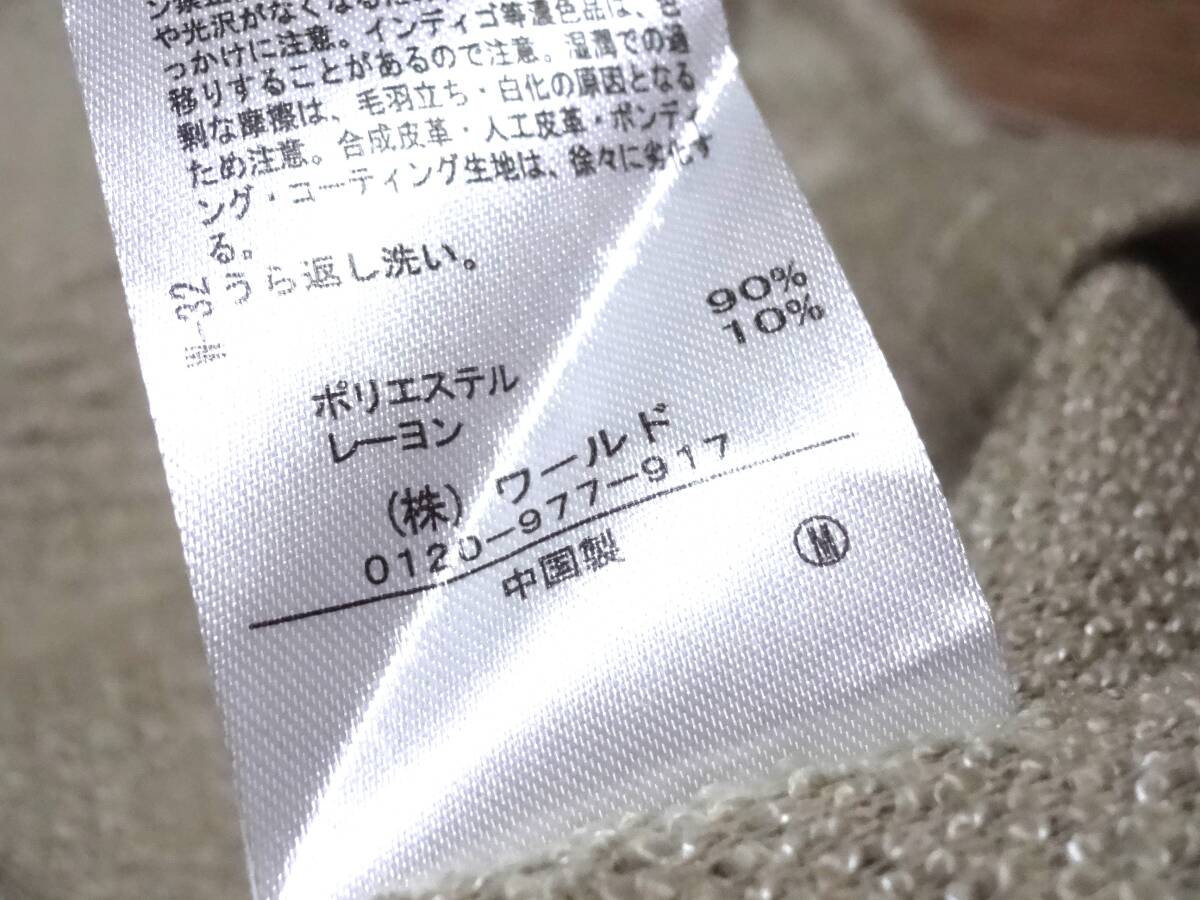 や光沢がなくなるため
っかけに注意。インディゴ等濃色品は、色
移りすることがあるので注意。湿潤での過
剰な摩擦は、毛羽立ち・白化の原因となる
ため注意。合成皮革・人工皮革・ボンディ
ング・コーティング生地は、徐々に劣化す
る。
うら返し洗い。
W-32
ポリエステル 90%
レーヨン 10%
(株) ワールド
0120-977-917
中国製 Ⓜ